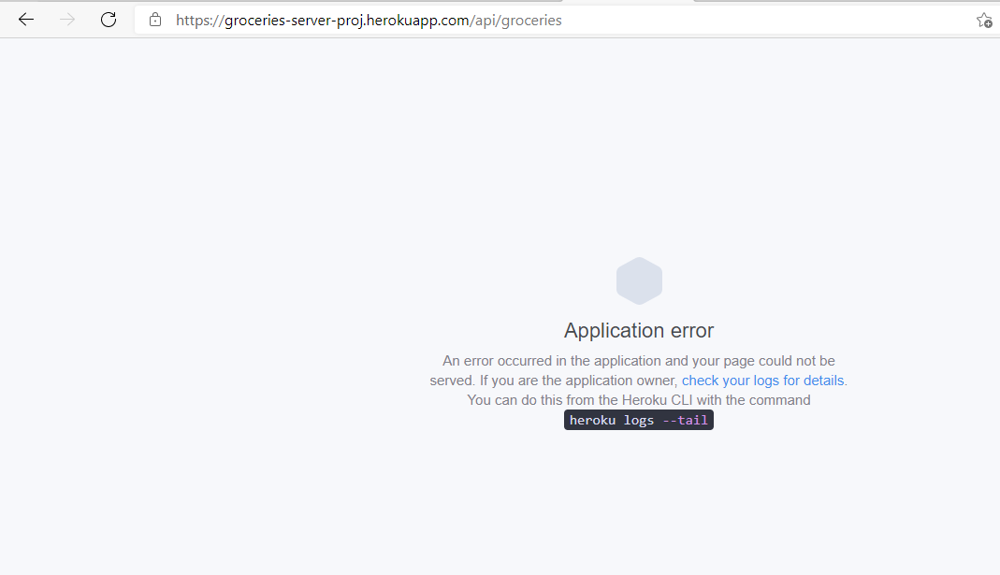 https://groceries-server-proj.herokuapp.com/api/groceries
Application error
An error occurred in the application and your page could not be
served. If you are the application owner, check your logs for details.
You can do this from the Heroku CLI with the command
heroku logs --tail